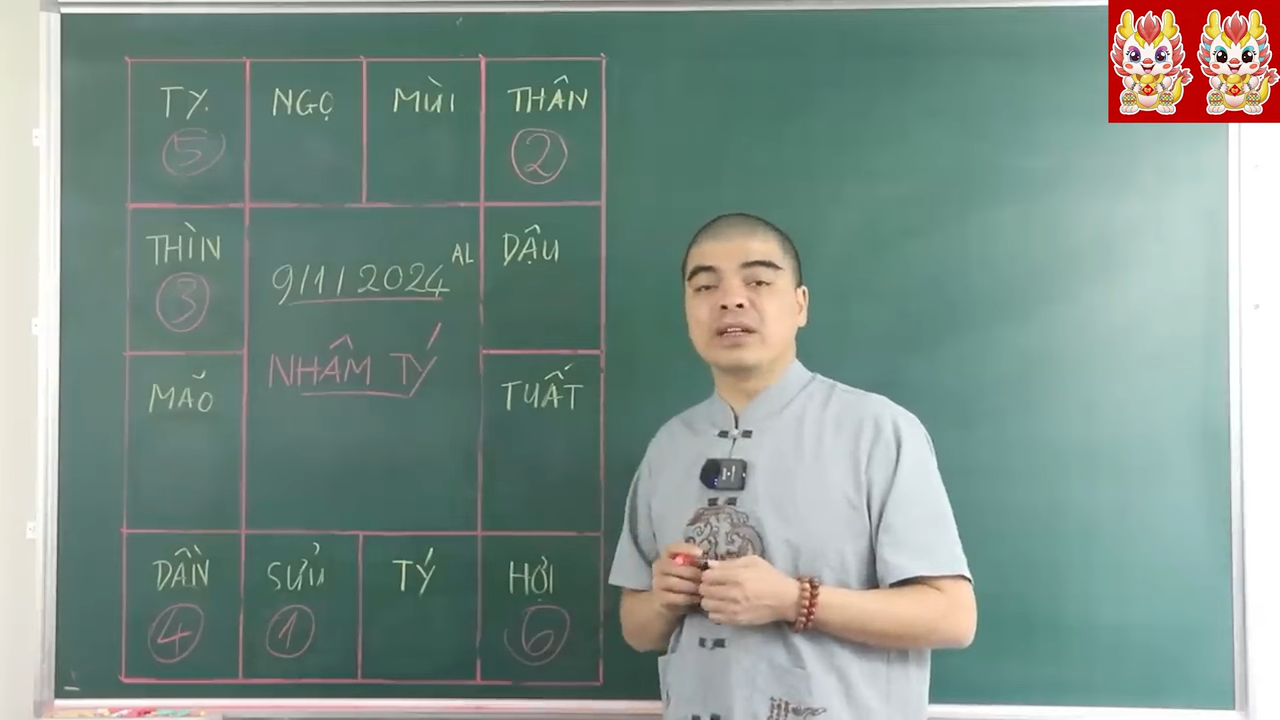 TỴ NGỌ MÙI THÂN
5 2
THÌN DẬU
3
9/1/2024 AL
NHÂM TÝ
MÃO TUẤT
DẦN SỬU TÝ HỢI
4 1 6